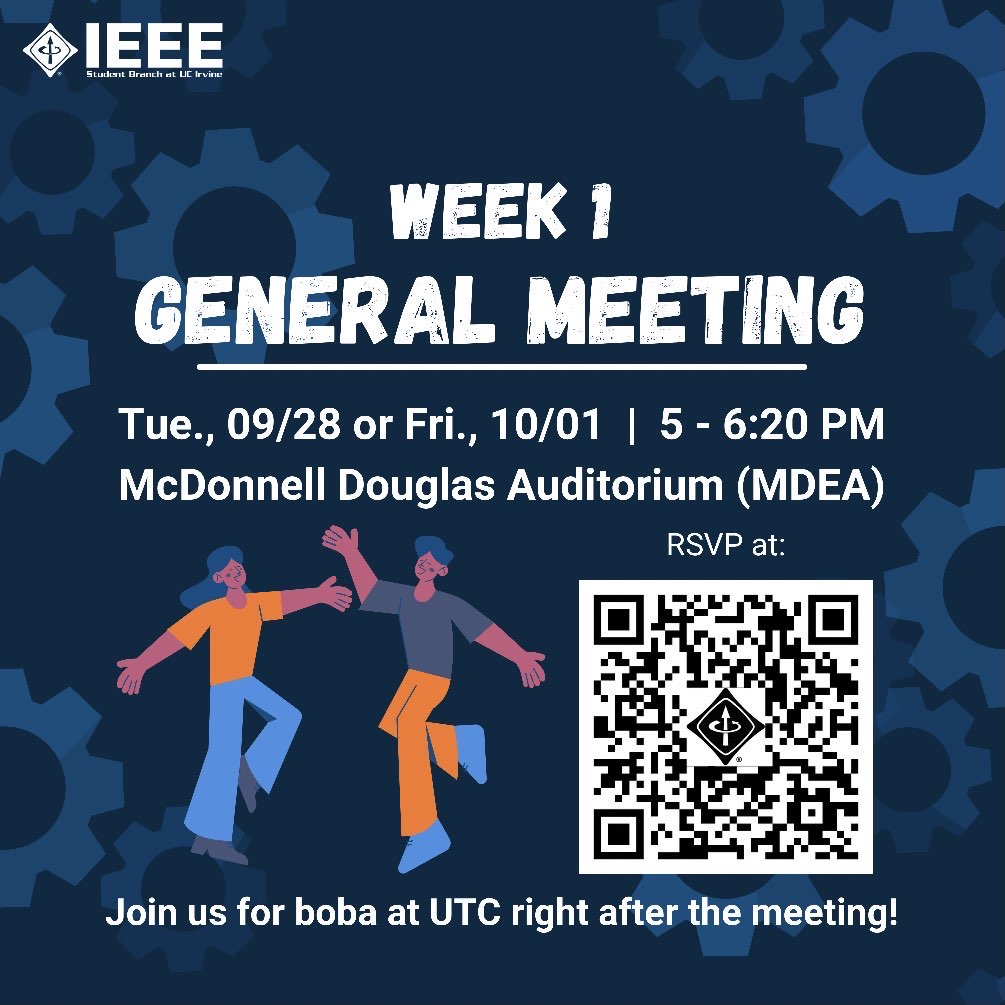 IEEE
Student Branch at UC Irvine
WEEK 1
GENERAL MEETING
Tue., 09/28 or Fri., 10/01 | 5 - 6:20 PM
McDonnell Douglas Auditorium (MDEA)
RSVP at:
®
Join us for boba at UTC right after the meeting!